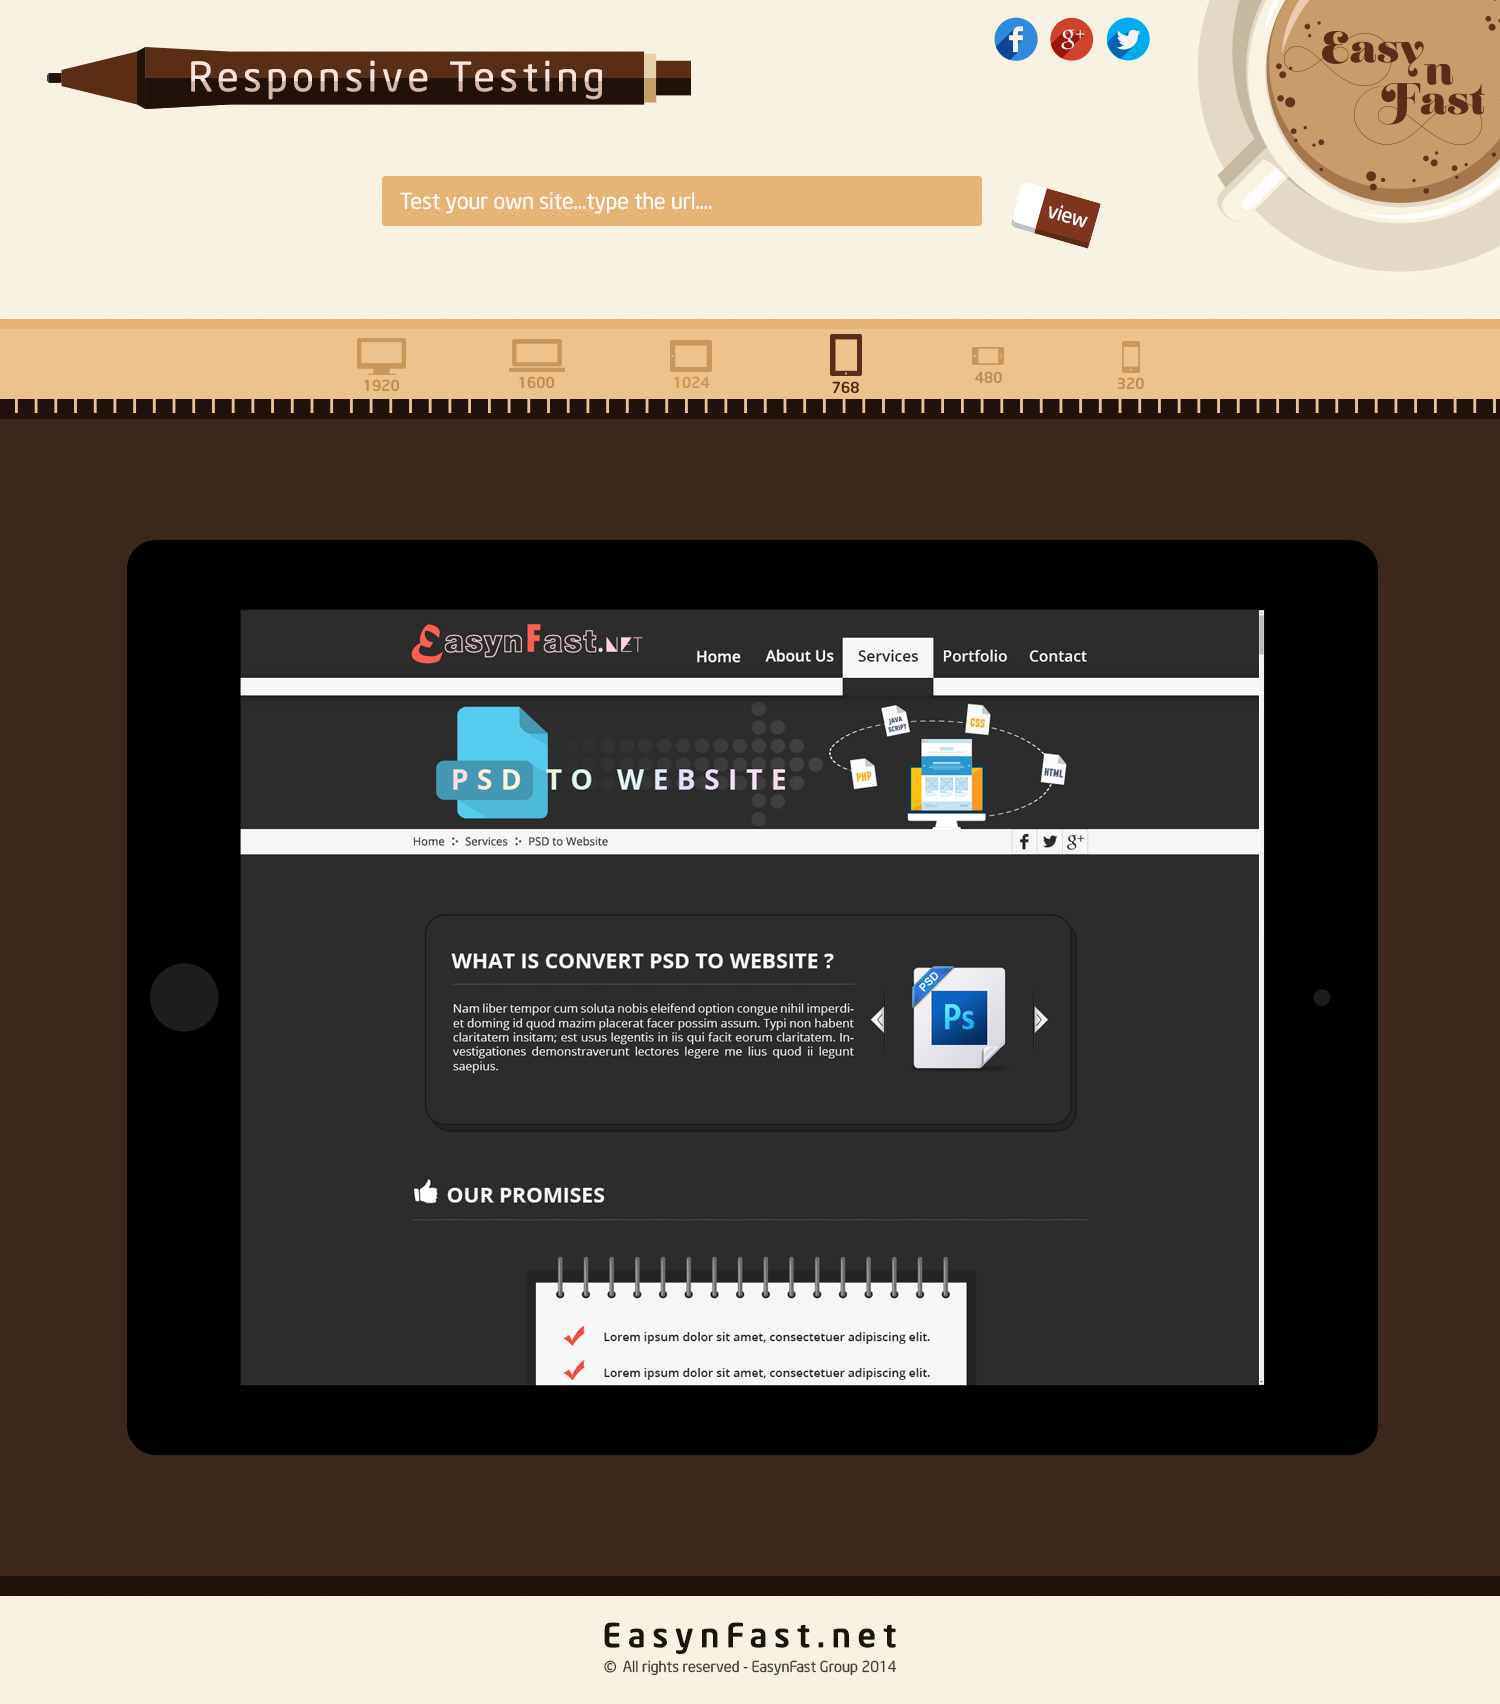 Responsive Testing
Easy
'n
Fast
Test your own site...type the url....
view
1920
1600
1024
768
480
320
EasynFast.NET
Home
About Us
Services
Portfolio
Contact
PSD TO WEBSITE
JAVA
SCRIPT
CSS
PHP
HTML
Home :· Services :· PSD to Website
WHAT IS CONVERT PSD TO WEBSITE ?
Nam liber tempor cum soluta nobis eleifend option congue nihil imperdi-
et doming id quod mazim placerat facer possim assum. Typi non habent
claritatem insitam; est usus legentis in iis qui facit eorum claritatem. In-
vestigationes demonstraverunt lectores legere me lius quod ii legunt
saepius.
PSD
Ps
OUR PROMISES
Lorem ipsum dolor sit amet, consectetuer adipiscing elit.
Lorem ipsum dolor sit amet, consectetuer adipiscing elit.
EasynFast.net
© All rights reserved - EasynFast Group 2014